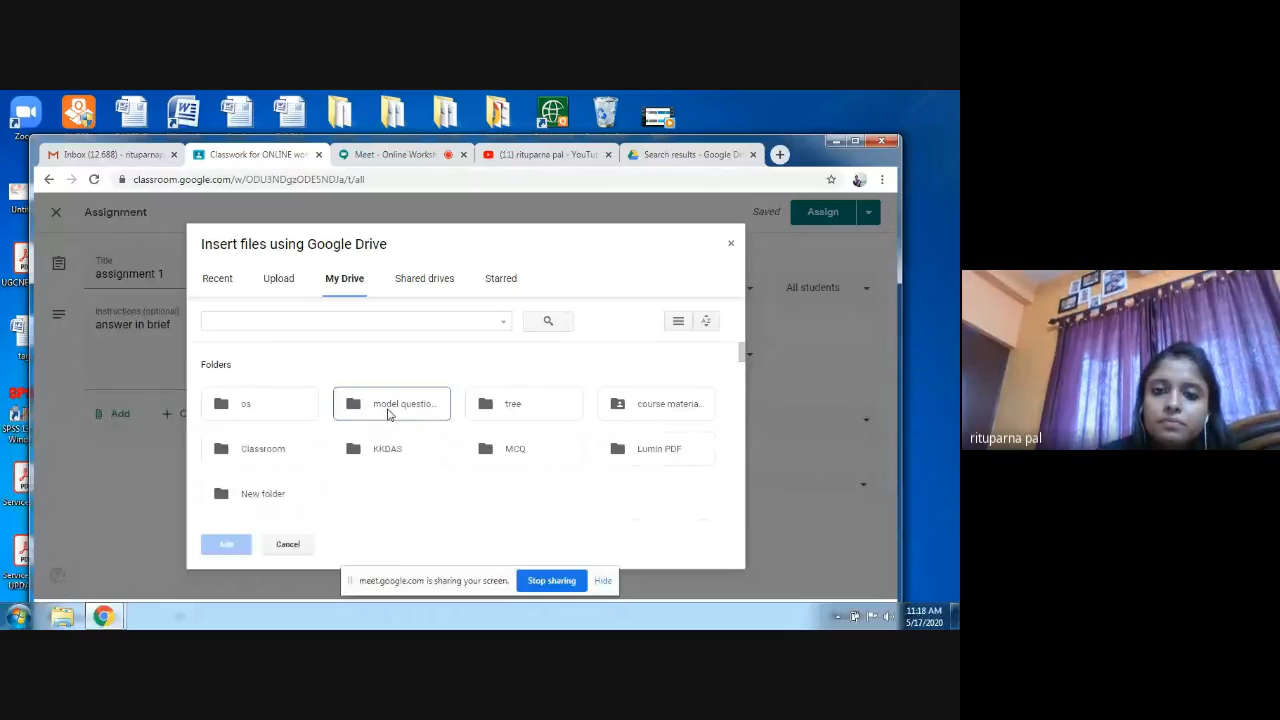 Inbox (12,688) - rituparnap
Classwork for ONLINE wo
Meet - Online Worksh
(11) rituparna pal - YouTu
Search results - Google D
classroom.google.com/w/ODU3NDgzODE5NDJa/t/all
Assignment
Saved
Assign
Title
assignment 1
Instructions (optional)
answer in brief
Add
All students
Insert files using Google Drive
Recent
Upload
My Drive
Shared drives
Starred
Folders
os
model questio...
tree
course materia...
Classroom
KKDAS
MCQ
Lumin PDF
New folder
Add
Cancel
meet.google.com is sharing your screen.
Stop sharing
Hide
11:18 AM
5/17/2020
rituparna pal